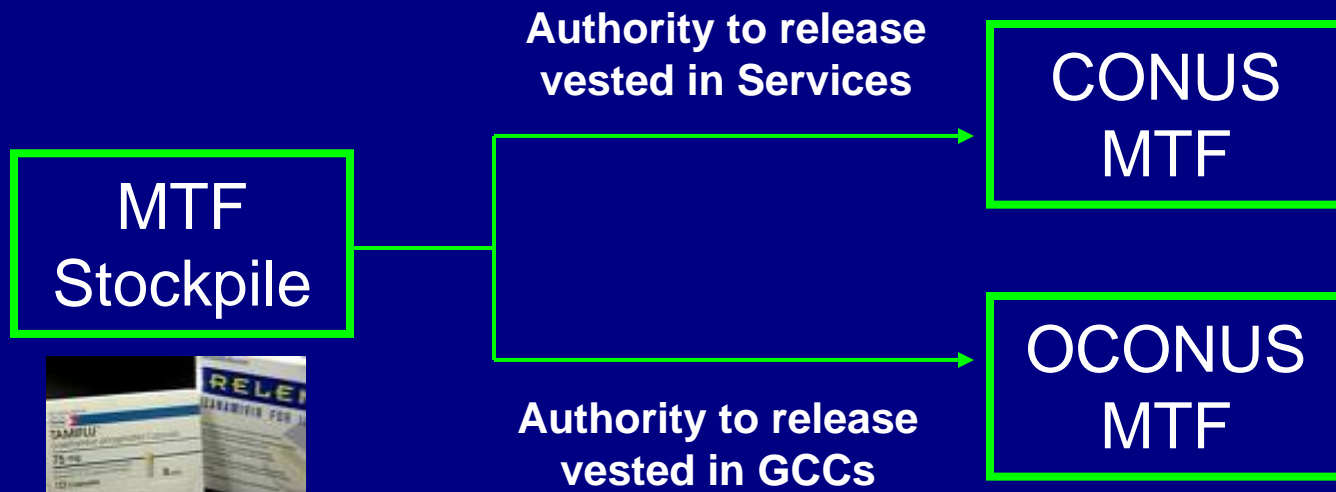 Authority to release
vested in Services
CONUS
MTF
MTF
Stockpile
OCONUS
MTF
Authority to release
vested in GCCs
RELE
TAMIFLU
75 mg